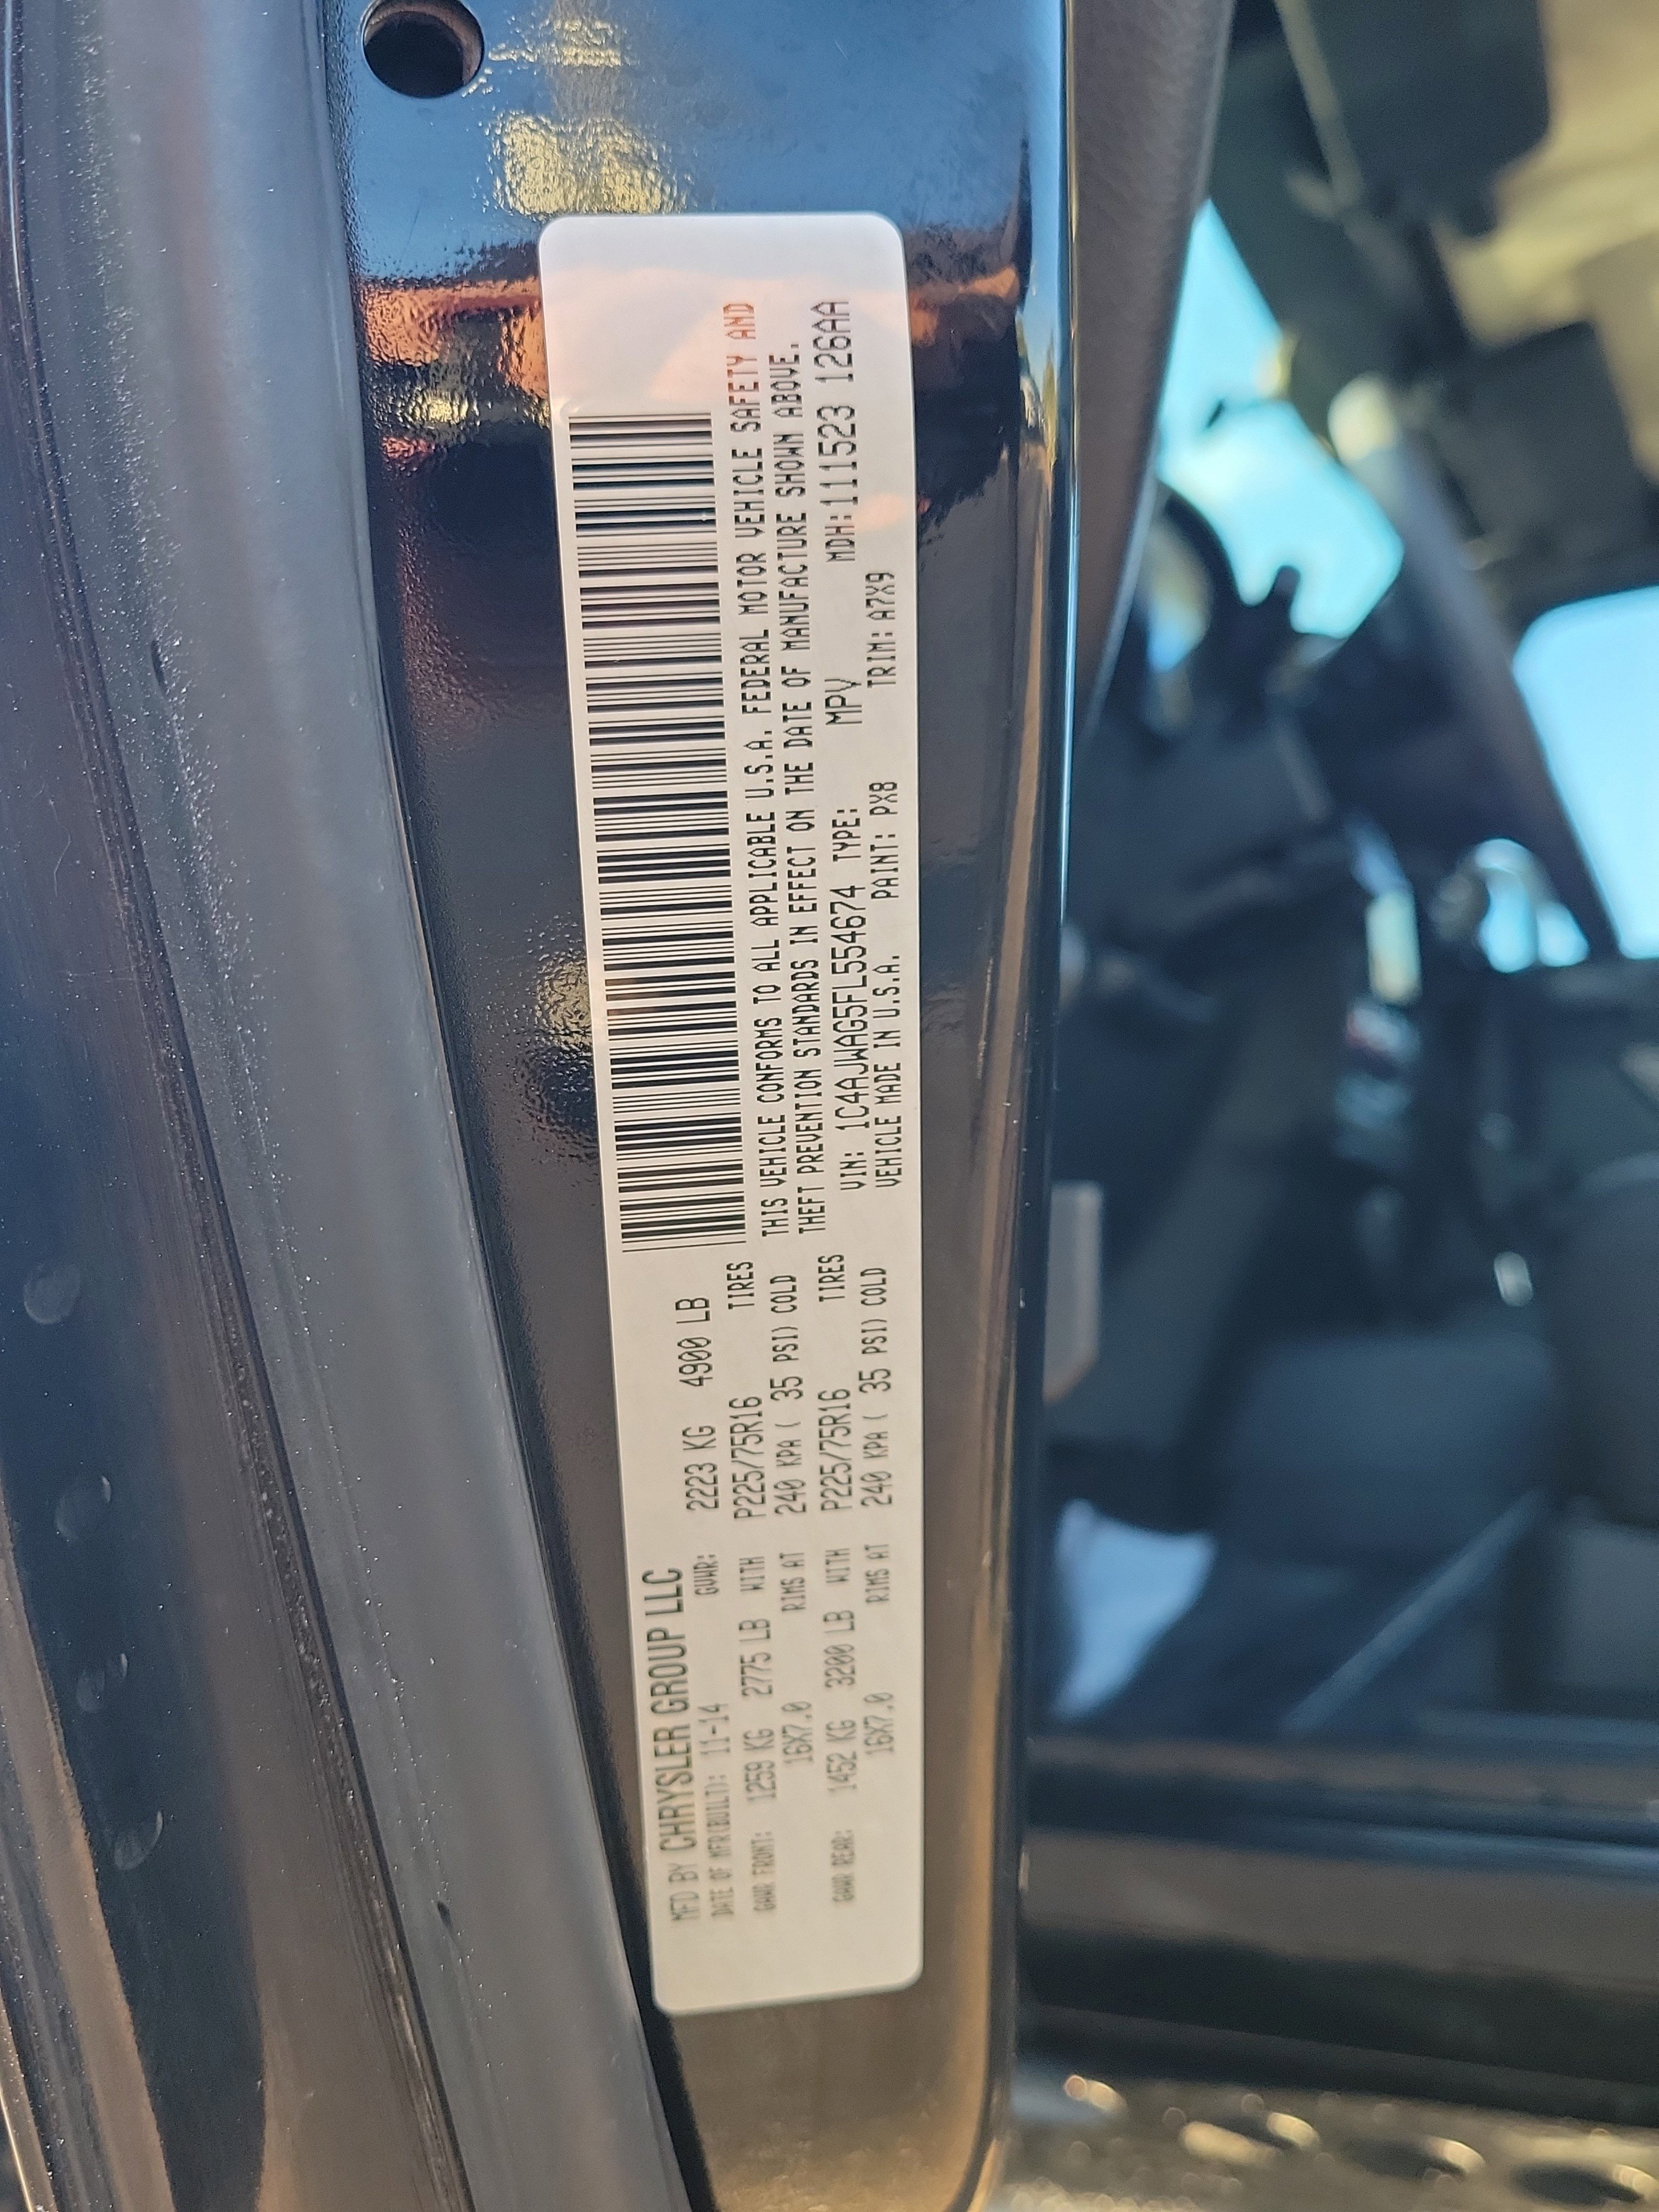 MFD BY CHRYSLER GROUP LLC
DATE OF MFR(BUILT): 11-14 GVWR: 2223 KG 4900 LB
GAWR FRONT: 1259 KG 2775 LB WITH P225/75R16 TIRES
16X7.0 RIMS AT 240 KPA ( 35 PSI) COLD
GAWR REAR: 1452 KG 3200 LB WITH P225/75R16 TIRES
16X7.0 RIMS AT 240 KPA ( 35 PSI) COLD
THIS VEHICLE CONFORMS TO ALL APPLICABLE U.S.A. FEDERAL MOTOR VEHICLE SAFETY AND
THEFT PREVENTION STANDARDS IN EFFECT ON THE DATE OF MANUFACTURE SHOWN ABOVE.
VIN: 1C4AJWAG5FL554674 TYPE: MPV MDH:111523 126AA
VEHICLE MADE IN U.S.A. PAINT: PX8 TRIM: A7X9